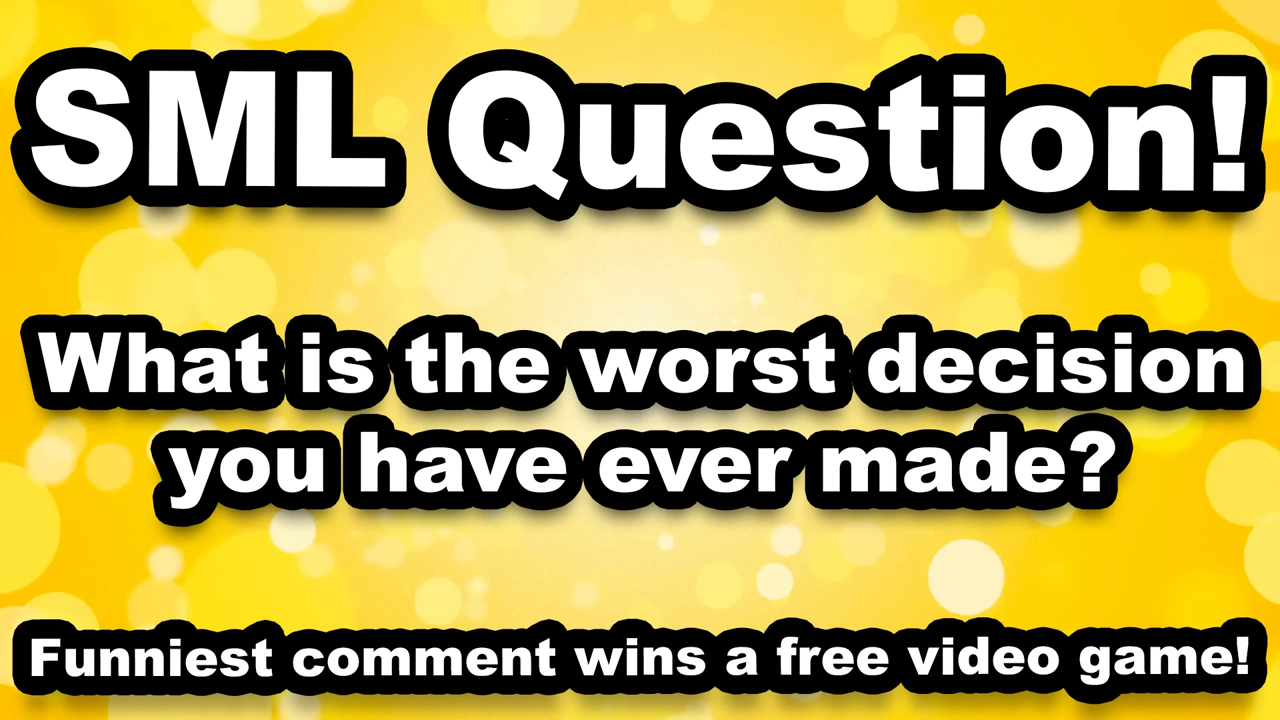 SML Question!
What is the worst decision
you have ever made?
Funniest comment wins a free video game!